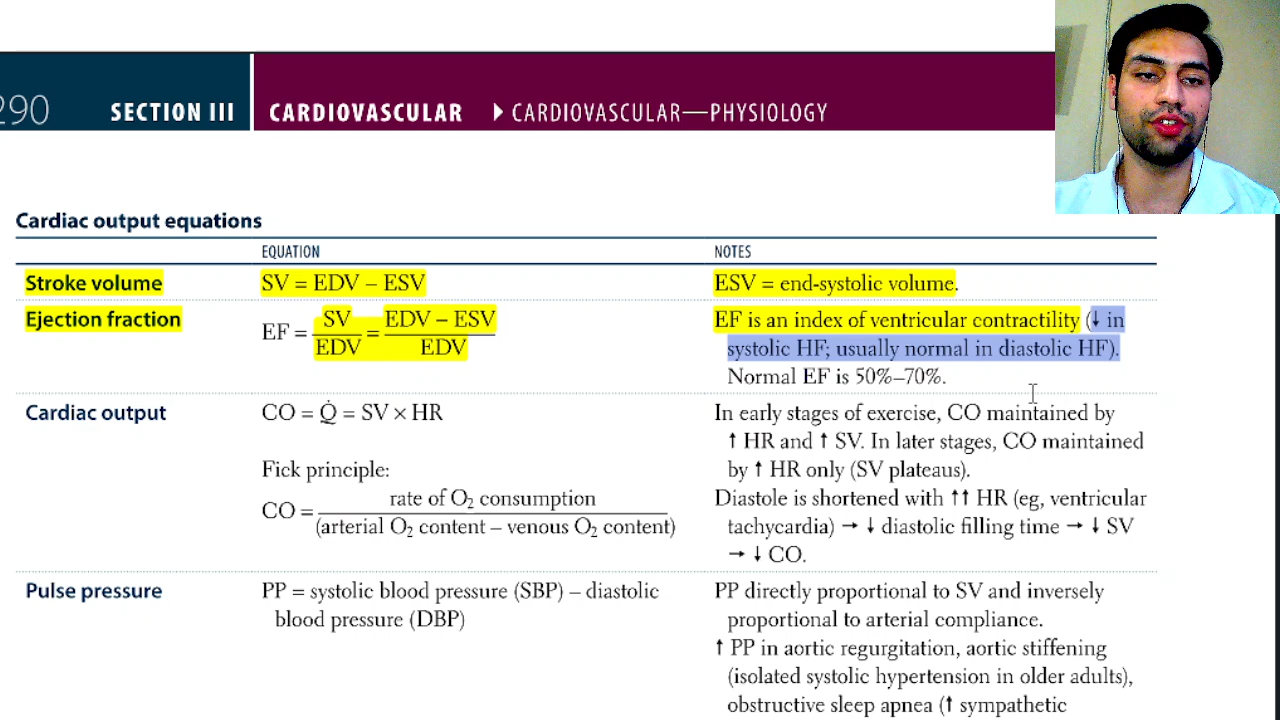 290 SECTION III CARDIOVASCULAR ▶ CARDIOVASCULAR—PHYSIOLOGY
Cardiac output equations
EQUATION NOTES
Stroke volume SV = EDV – ESV ESV = end-systolic volume.
Ejection fraction EF = SV / EDV = EDV – ESV / EDV EF is an index of ventricular contractility (↓ in
systolic HF; usually normal in diastolic HF).
Normal EF is 50%–70%.
Cardiac output CO = Q̇ = SV × HR In early stages of exercise, CO maintained by
↑ HR and ↑ SV. In later stages, CO maintained
Fick principle: by ↑ HR only (SV plateaus).
CO = rate of O₂ consumption / (arterial O₂ content – venous O₂ content) Diastole is shortened with ↑↑ HR (eg, ventricular
tachycardia) → ↓ diastolic filling time → ↓ SV
→ ↓ CO.
Pulse pressure PP = systolic blood pressure (SBP) – diastolic PP directly proportional to SV and inversely
blood pressure (DBP) proportional to arterial compliance.
↑ PP in aortic regurgitation, aortic stiffening
(isolated systolic hypertension in older adults),
obstructive sleep apnea (↑ sympathetic